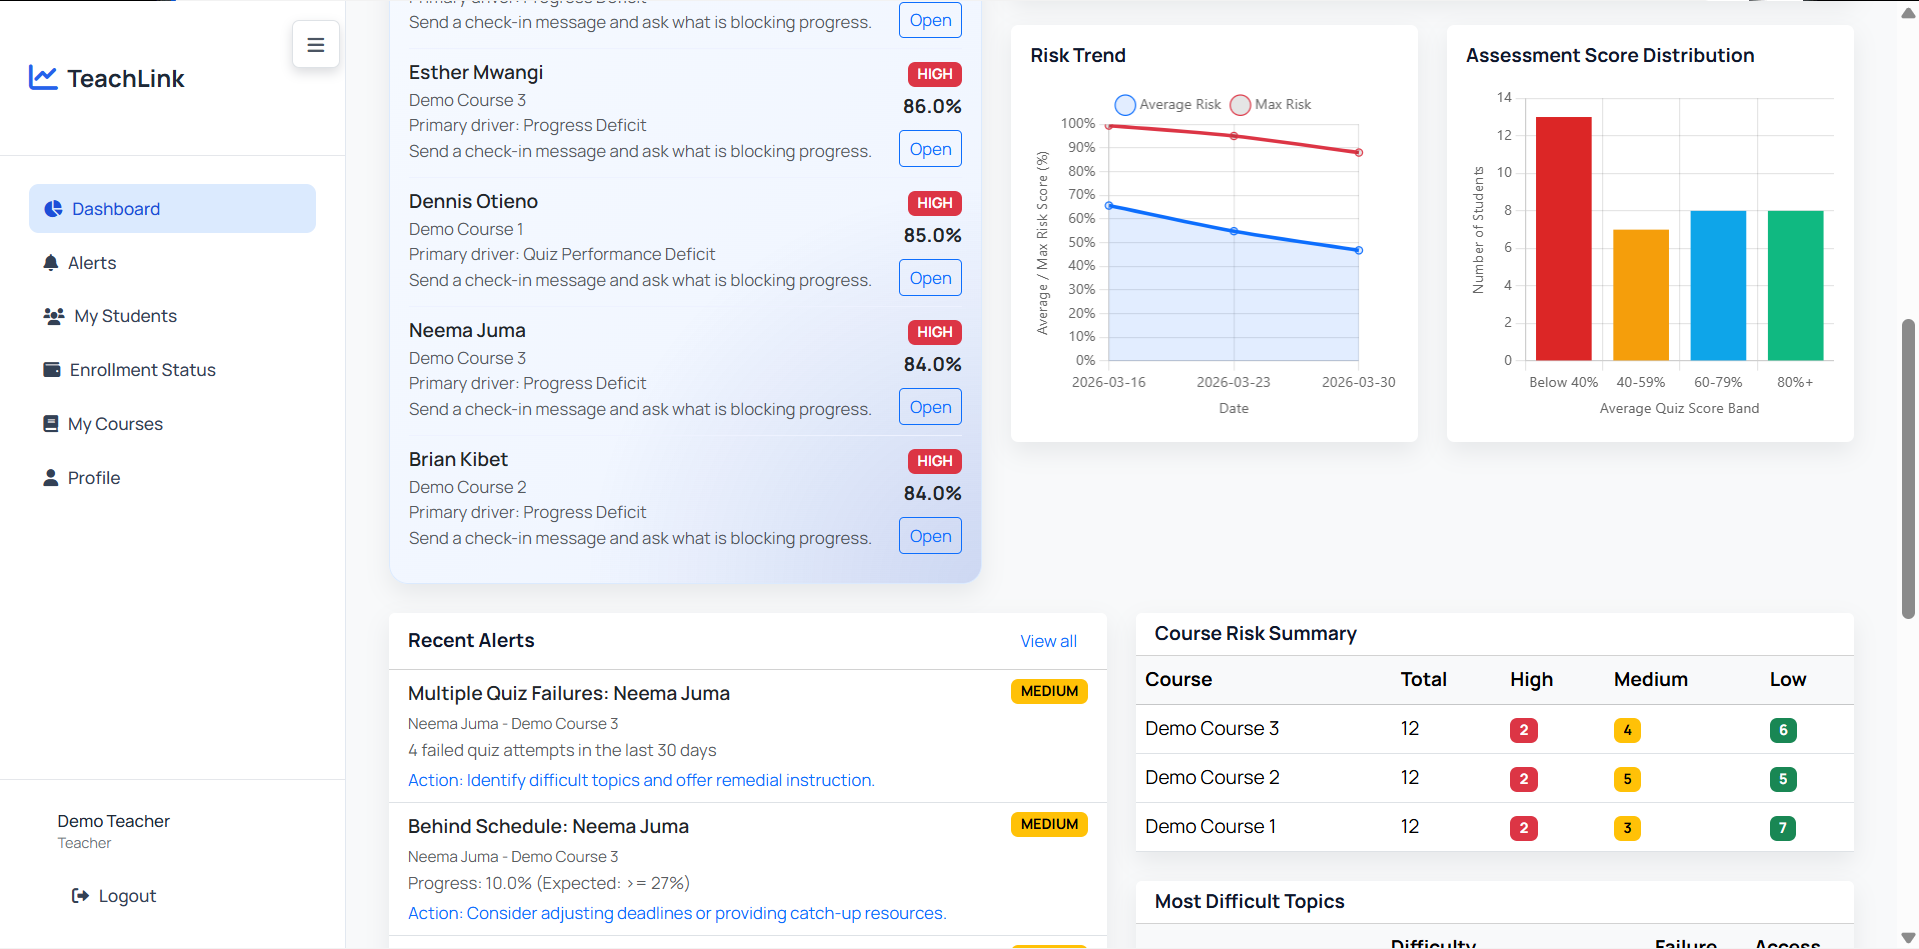 TeachLink
Dashboard
Alerts
My Students
Enrollment Status
My Courses
Profile
Demo Teacher
Teacher
Logout
Send a check-in message and ask what is blocking progress.
Open
Esther Mwangi
HIGH
Demo Course 3
86.0%
Primary driver: Progress Deficit
Send a check-in message and ask what is blocking progress.
Open
Dennis Otieno
HIGH
Demo Course 1
85.0%
Primary driver: Quiz Performance Deficit
Send a check-in message and ask what is blocking progress.
Open
Neema Juma
HIGH
Demo Course 3
84.0%
Primary driver: Progress Deficit
Send a check-in message and ask what is blocking progress.
Open
Brian Kibet
HIGH
Demo Course 2
84.0%
Primary driver: Progress Deficit
Send a check-in message and ask what is blocking progress.
Open
Risk Trend
Average Risk Max Risk
Average / Max Risk Score (%)
100%
90%
80%
70%
60%
50%
40%
30%
20%
10%
0%
2026-03-16 2026-03-23 2026-03-30
Date
Assessment Score Distribution
Number of Students
14
12
10
8
6
4
2
0
Below 40% 40-59% 60-79% 80%+
Average Quiz Score Band
Recent Alerts
View all
Multiple Quiz Failures: Neema Juma
MEDIUM
Neema Juma - Demo Course 3
4 failed quiz attempts in the last 30 days
Action: Identify difficult topics and offer remedial instruction.
Behind Schedule: Neema Juma
MEDIUM
Neema Juma - Demo Course 3
Progress: 10.0% (Expected: >= 27%)
Action: Consider adjusting deadlines or providing catch-up resources.
Course Risk Summary
Course Total High Medium Low
Demo Course 3 12 2 4 6
Demo Course 2 12 2 5 5
Demo Course 1 12 2 3 7
Most Difficult Topics
Difficulty Failure Access